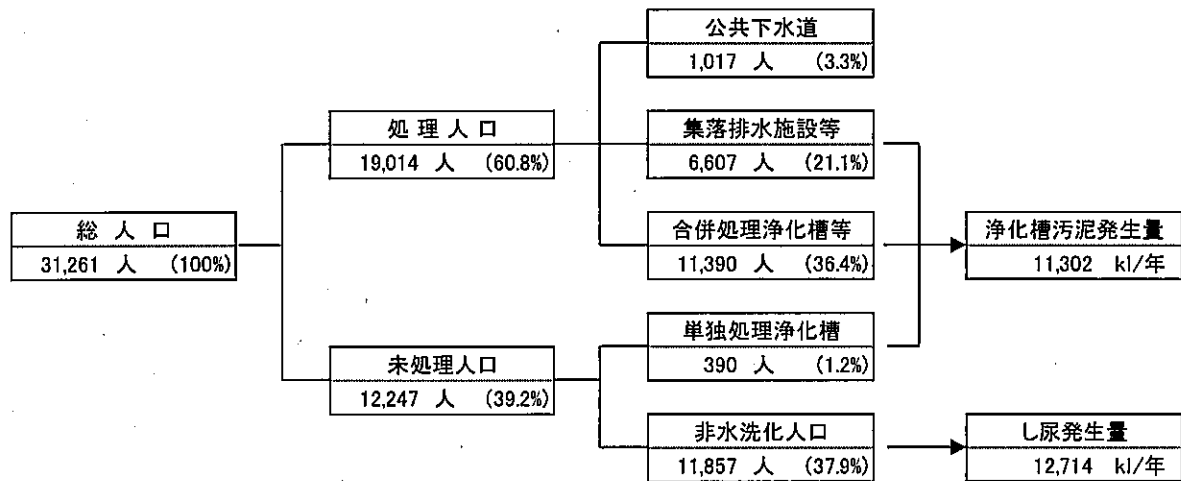 公共下水道
1,017 人 (3.3%)
処理人口
19,014 人 (60.8%)
集落排水施設等
6,607 人 (21.1%)
総人口
31,261 人 (100%)
合併処理浄化槽等
11,390 人 (36.4%)
浄化槽汚泥発生量
11,302 kl/年
単独処理浄化槽
390 人 (1.2%)
未処理人口
12,247 人 (39.2%)
非水洗化人口
11,857 人 (37.9%)
し尿発生量
12,714 kl/年